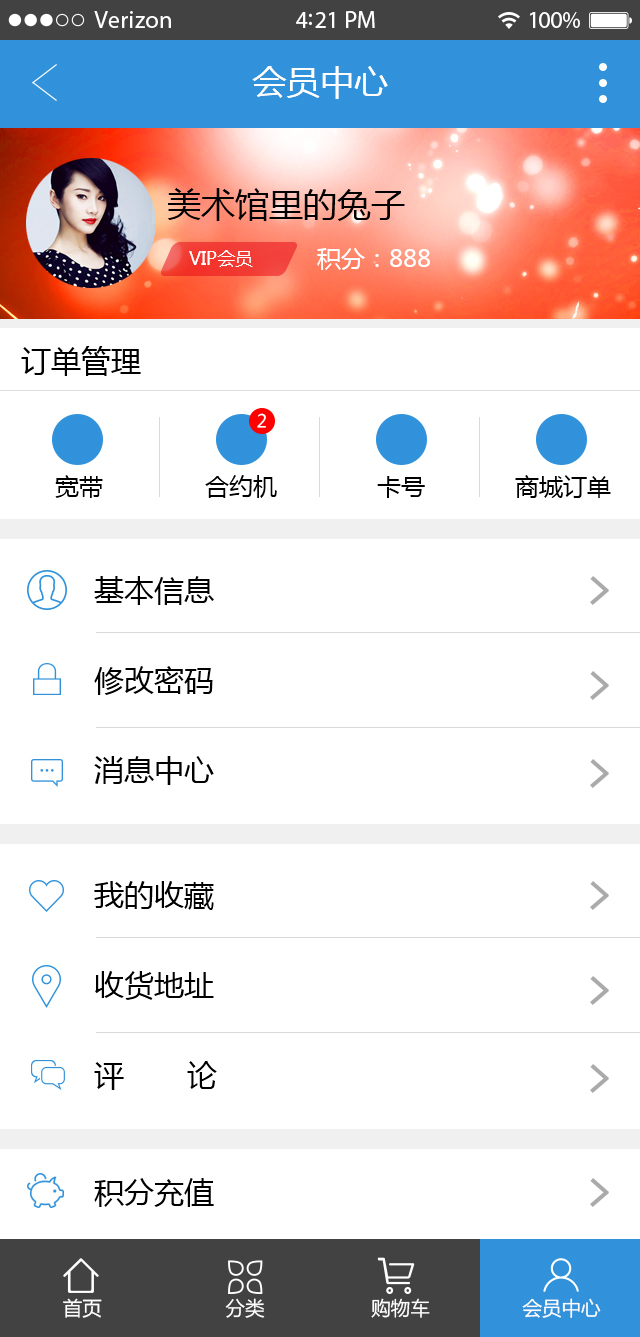 Verizon 4:21 PM 100%
会员中心
美术馆里的兔子
VIP会员 积分：888
订单管理
2
宽带 合约机 卡号 商城订单
基本信息
修改密码
消息中心
我的收藏
收货地址
评 论
积分充值
首页 分类 购物车 会员中心